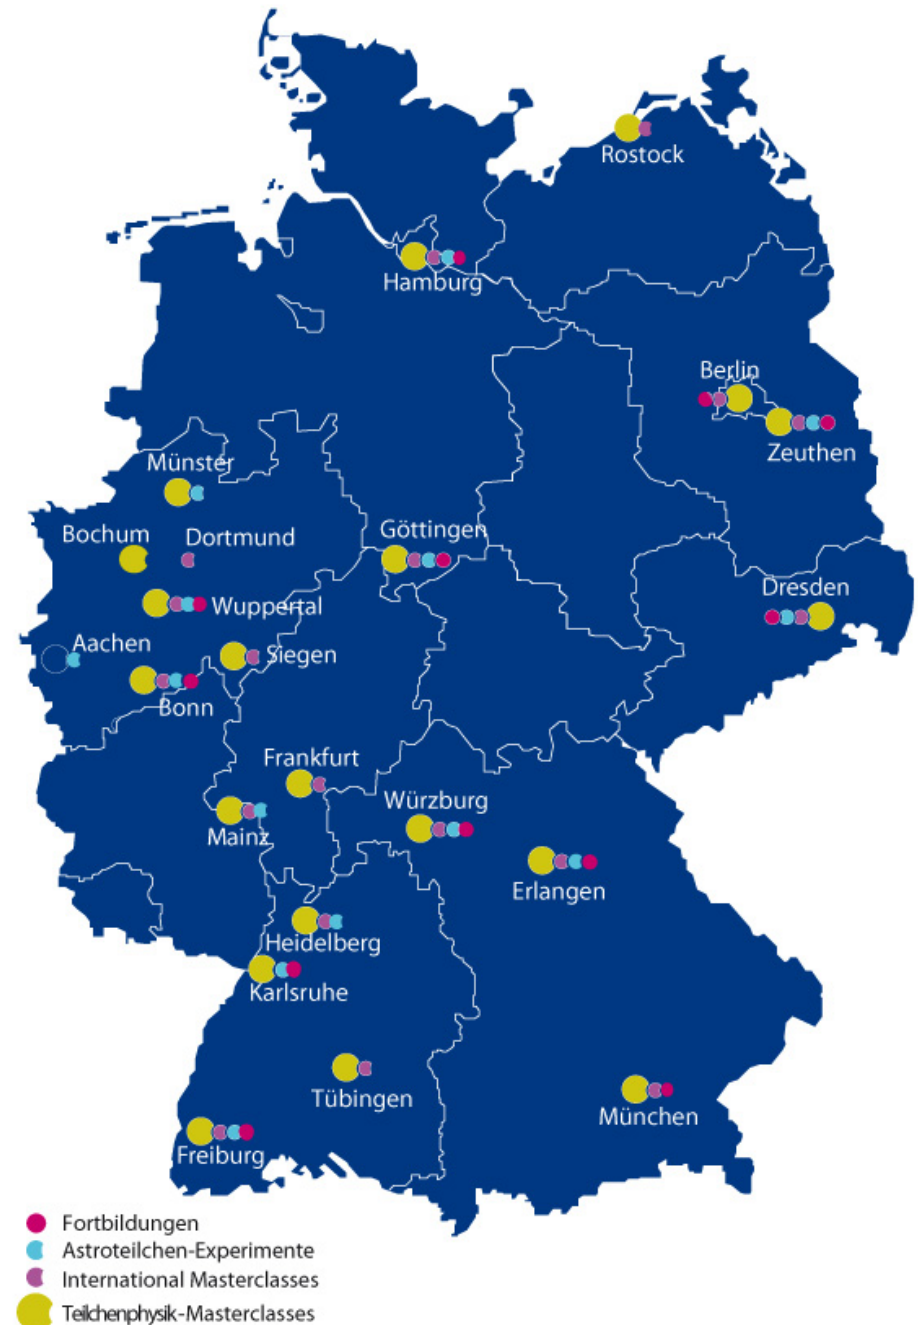 Rostock
Hamburg
Berlin
Zeuthen
Münster
Göttingen
Bochum
Dortmund
Dresden
Wuppertal
Aachen
Siegen
Bonn
Frankfurt
Würzburg
Mainz
Erlangen
Heidelberg
Karlsruhe
Tübingen
München
Freiburg
Fortbildungen
Astroteilchen-Experimente
International Masterclasses
Teilchenphysik-Masterclasses